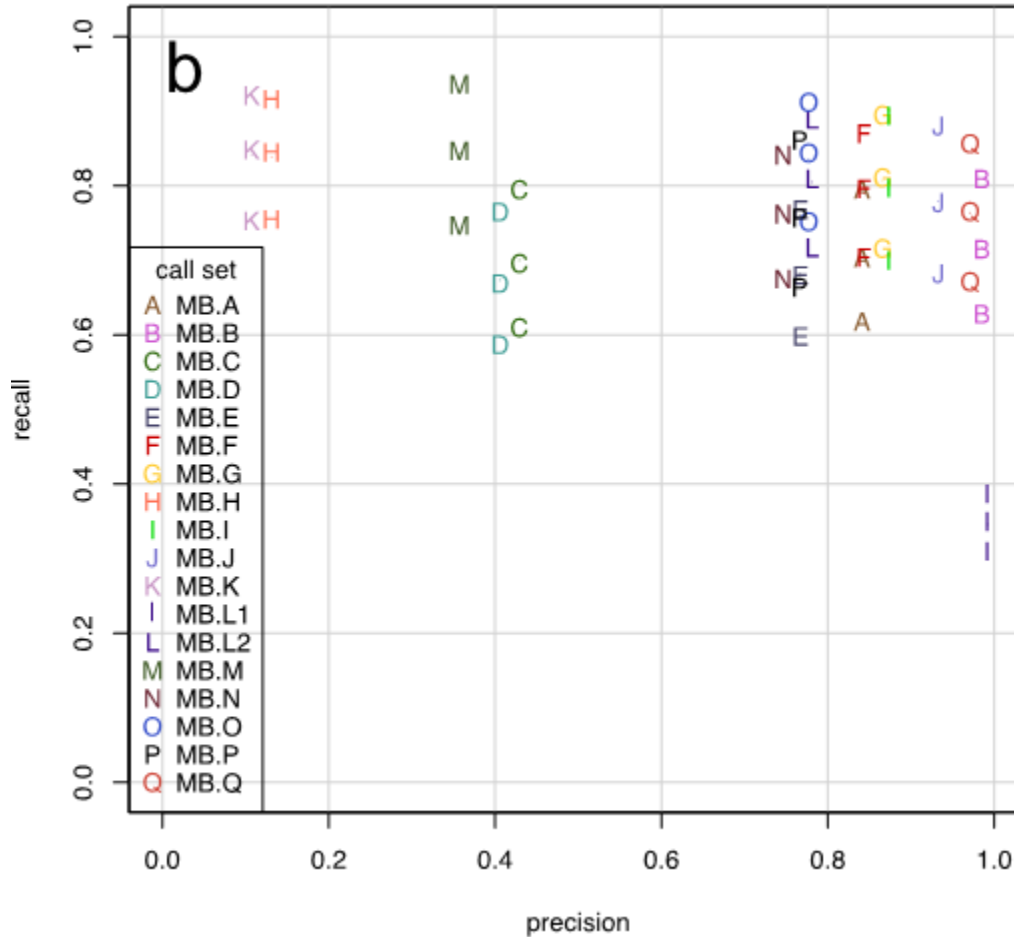 b
1.0
0.8
0.6
0.4
0.2
0.0
recall
K H M O
L G I F J Q
K H M N P O
C D E L A F G I J B Q
K H M N P O L
C D E A F G I J B Q
N P
C D E A B
I
I
I
call set
A MB.A
B MB.B
C MB.C
D MB.D
E MB.E
F MB.F
G MB.G
H MB.H
I MB.I
J MB.J
K MB.K
l MB.L1
L MB.L2
M MB.M
N MB.N
O MB.O
P MB.P
Q MB.Q
0.0 0.2 0.4 0.6 0.8 1.0
precision